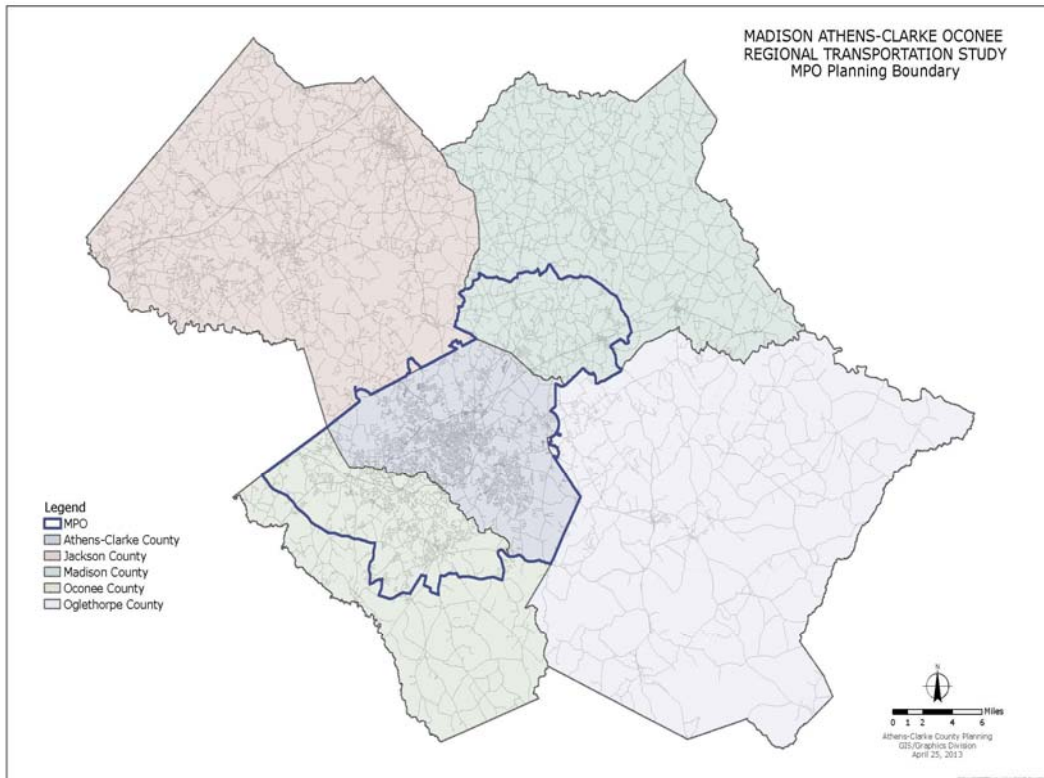 MADISON ATHENS-CLARKE OCONEE
REGIONAL TRANSPORTATION STUDY
MPO Planning Boundary
Legend
MPO
Athens-Clarke County
Jackson County
Madison County
Oconee County
Oglethorpe County
N
Miles
0 1 2 4 6
Athens-Clarke County Planning
GIS/Graphics Division
April 25, 2013